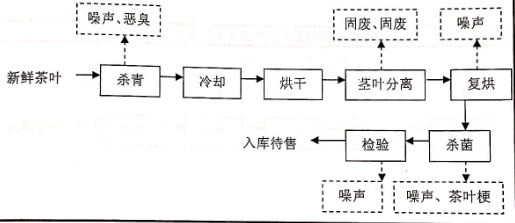 噪声、恶臭
固废、固废
噪声
新鲜茶叶
杀青
冷却
烘干
茎叶分离
复烘
入库待售
检验
杀菌
噪声
噪声、茶叶梗